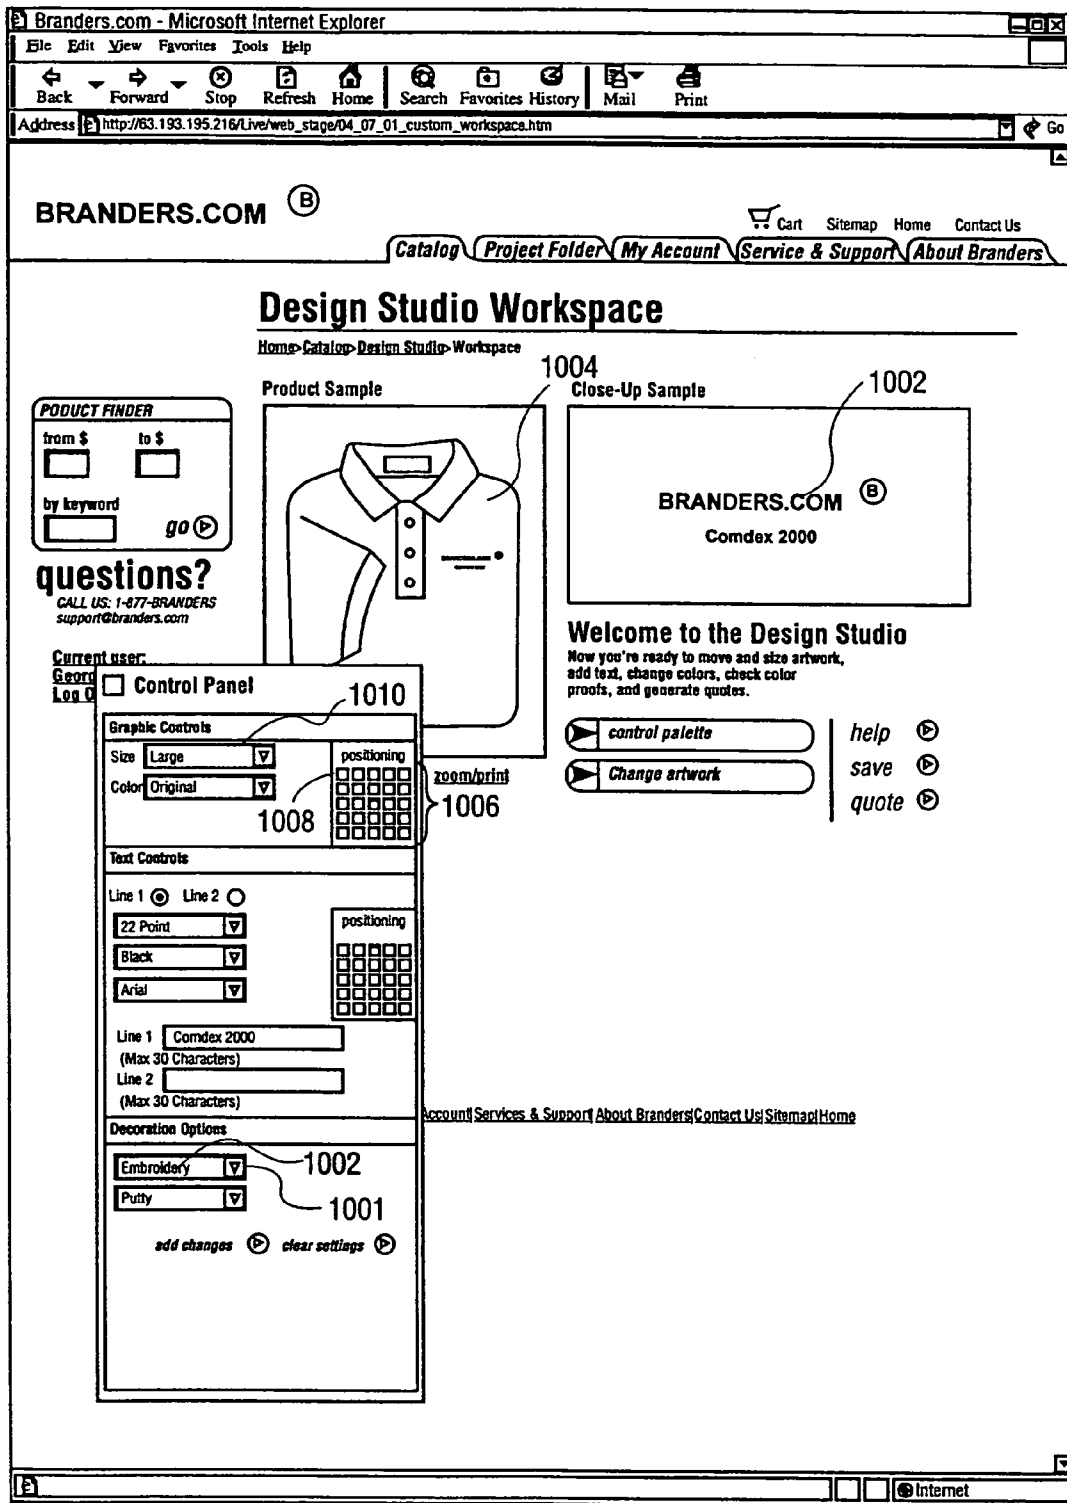 Branders.com - Microsoft Internet Explorer
File Edit View Favorites Tools Help
Back Forward Stop Refresh Home Search Favorites History Mail Print
Address http://63.193.195.216/Live/web_stage/04_07_01_custom_workspace.htm Go
BRANDERS.COM B
Cart Sitemap Home Contact Us
Catalog Project Folder My Account Service & Support About Branders
Design Studio Workspace
Home>Catalog>Design Studio>Workspace
1004
1002
Product Sample
Close-Up Sample
PODUCT FINDER
from $ to $
by keyword
go
BRANDERS.COM B
Comdex 2000
questions?
CALL US: 1-877-BRANDERS
support@branders.com
Welcome to the Design Studio
Now you're ready to move and size artwork,
add text, change colors, check color
proofs, and generate quotes.
Current user:
Georg
Log O
control palette
Change artwork
help
save
quote
Control Panel
1010
Graphic Controls
Size Large
Color Original
positioning
zoom/print
1008
1006
Text Controls
Line 1 Line 2
22 Point
Black
Arial
positioning
Line 1 Comdex 2000
(Max 30 Characters)
Line 2
(Max 30 Characters)
Account|Services & Support|About Branders|Contact Us|Sitemap|Home
Decoration Options
Embroidery
1002
Putty
1001
add changes clear settings
Internet